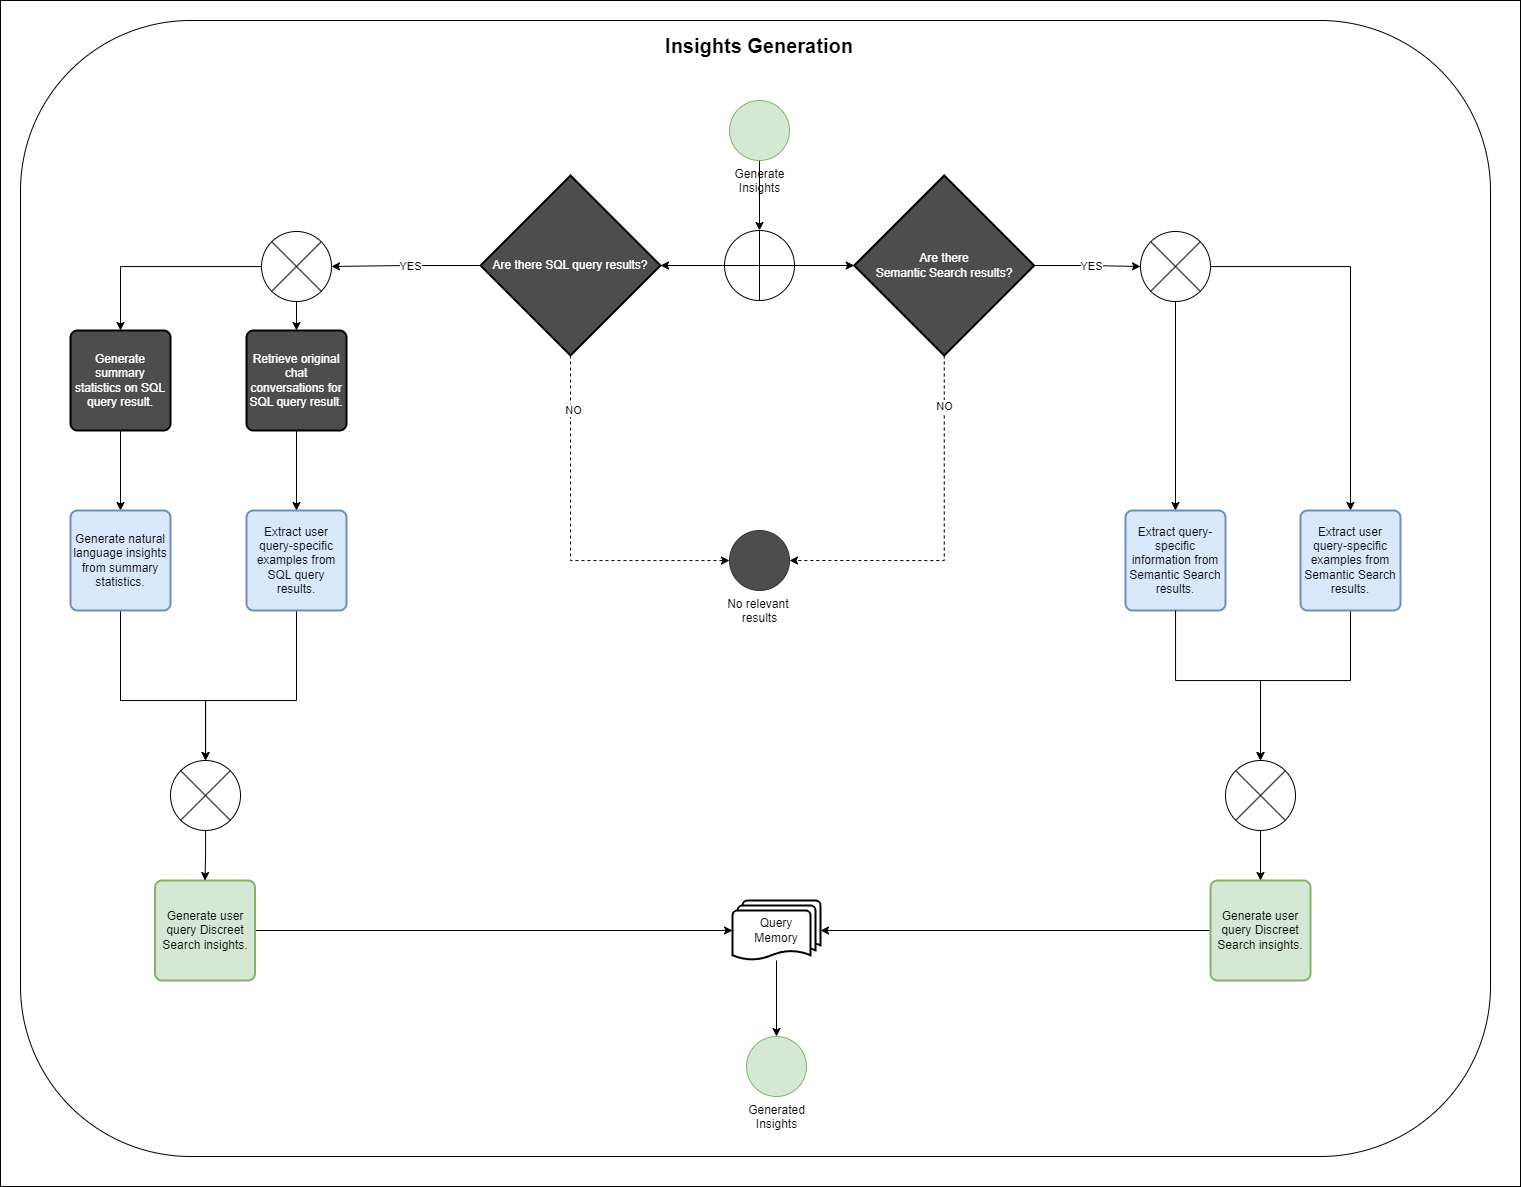 Insights Generation
Generate
Insights
Are there SQL query results?
Are there
Semantic Search results?
YES
YES
Generate
summary
statistics on SQL
query result.
Retrieve original
chat
conversations for
SQL query result.
NO
NO
Generate natural
language insights
from summary
statistics.
Extract user
query-specific
examples from
SQL query
results.
No relevant
results
Extract query-
specific
information from
Semantic Search
results.
Extract user
query-specific
examples from
Semantic Search
results.
Generate user
query Discreet
Search insights.
Query
Memory
Generate user
query Discreet
Search insights.
Generated
Insights